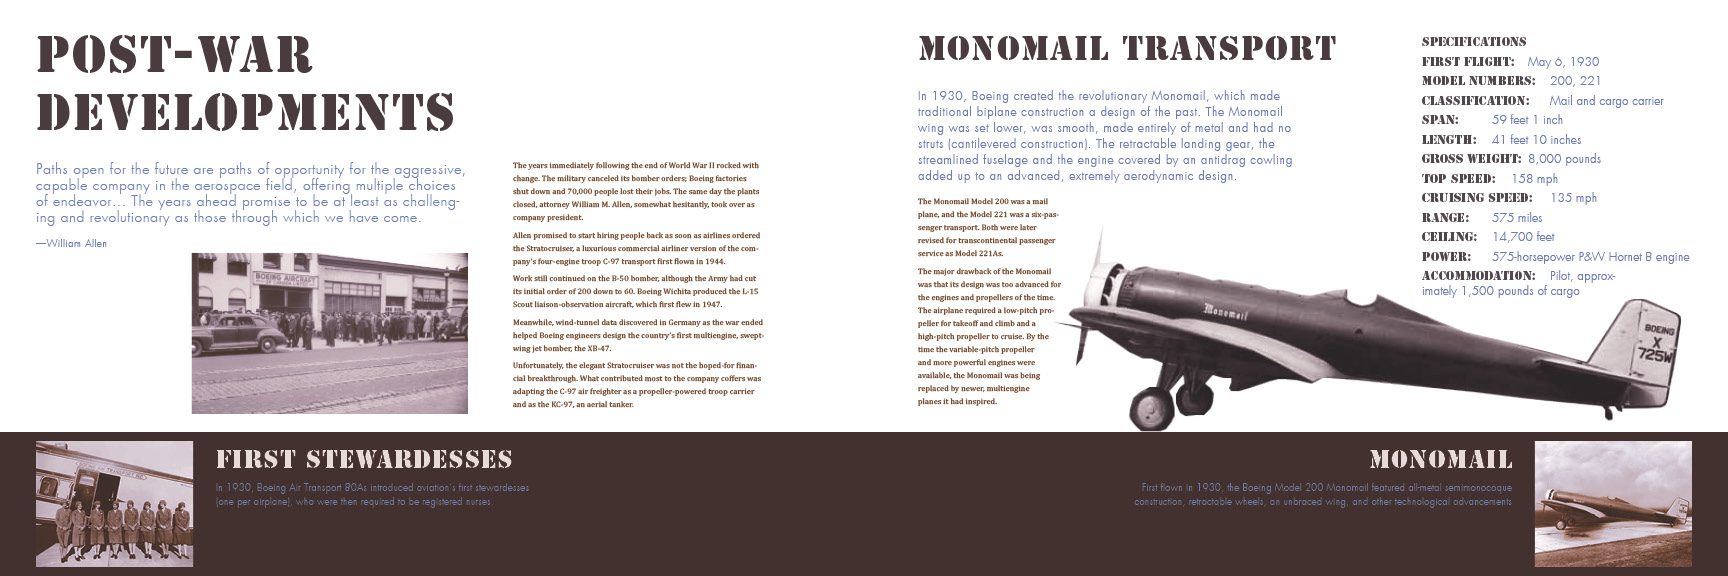 POST-WAR
DEVELOPMENTS
Paths open for the future are paths of opportunity for the aggressive,
capable company in the aerospace field, offering multiple choices
of endeavor... The years ahead promise to be at least as challeng-
ing and revolutionary as those through which we have come.
—William Allen
BOEING AIRCRAFT
The years immediately following the end of World War II rocked with
change. The military canceled its bomber orders; Boeing factories
shut down and 70,000 people lost their jobs. The same day the plants
closed, attorney William M. Allen, somewhat hesitantly, took over as
company president.
Allen promised to start hiring people back as soon as airlines ordered
the Stratocruiser, a luxurious commercial airliner version of the com-
pany's four-engine troop C-97 transport first flown in 1944.
Work still continued on the B-50 bomber, although the Army had cut
its initial order of 200 down to 60. Boeing Wichita produced the L-15
Scout liaison-observation aircraft, which first flew in 1947.
Meanwhile, wind-tunnel data discovered in Germany as the war ended
helped Boeing engineers design the country's first multiengine, swept-
wing jet bomber, the XB-47.
Unfortunately, the elegant Stratocruiser was not the hoped-for finan-
cial breakthrough. What contributed most to the company coffers was
adapting the C-97 air freighter as a propeller-powered troop carrier
and as the KC-97, an aerial tanker.
MONOMAIL TRANSPORT
In 1930, Boeing created the revolutionary Monomail, which made
traditional biplane construction a design of the past. The Monomail
wing was set lower, was smooth, made entirely of metal and had no
struts (cantilevered construction). The retractable landing gear, the
streamlined fuselage and the engine covered by an antidrag cowling
added up to an advanced, extremely aerodynamic design.
The Monomail Model 200 was a mail
plane, and the Model 221 was a six-pas-
senger transport. Both were later
revised for transcontinental passenger
service as Model 221As.
The major drawback of the Monomail
was that its design was too advanced for
the engines and propellers of the time.
The airplane required a low-pitch pro-
peller for takeoff and climb and a
high-pitch propeller to cruise. By the
time the variable-pitch propeller
and more powerful engines were
available, the Monomail was being
replaced by newer, multiengine
planes it had inspired.
SPECIFICATIONS
FIRST FLIGHT: May 6, 1930
MODEL NUMBERS: 200, 221
CLASSIFICATION: Mail and cargo carrier
SPAN: 59 feet 1 inch
LENGTH: 41 feet 10 inches
GROSS WEIGHT: 8,000 pounds
TOP SPEED: 158 mph
CRUISING SPEED: 135 mph
RANGE: 575 miles
CEILING: 14,700 feet
POWER: 575-horsepower P&W Hornet B engine
ACCOMMODATION: Pilot, approx-
imately 1,500 pounds of cargo
Monomail
BOEING
X
725W
FIRST STEWARDESSES
In 1930, Boeing Air Transport 80As introduced aviation's first stewardesses
(one per airplane), who were then required to be registered nurses.
MONOMAIL
First flown in 1930, the Boeing Model 200 Monomail featured all-metal semimonocoque
construction, retractable wheels, an unbraced wing, and other technological advancements